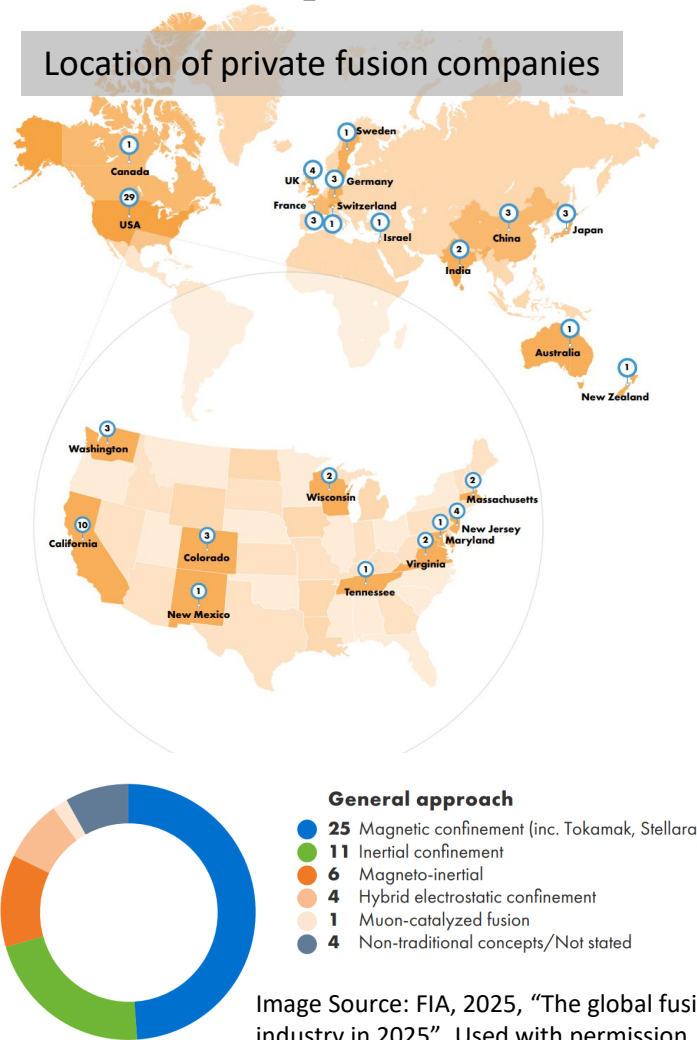 Location of private fusion companies
1
Sweden
1
Canada
4
UK
3
Germany
29
USA
France
Switzerland
3
1
1
Israel
3
China
3
Japan
2
India
1
Australia
1
New Zealand
3
Washington
2
Wisconsin
2
Massachusetts
10
California
4
New Jersey
1
Maryland
3
Colorado
2
Virginia
1
Tennessee
1
New Mexico
General approach
25 Magnetic confinement (inc. Tokamak, Stellara
11 Inertial confinement
6 Magneto-inertial
4 Hybrid electrostatic confinement
1 Muon-catalyzed fusion
4 Non-traditional concepts/Not stated
Image Source: FIA, 2025, “The global fusi
industry in 2025”. Used with permission